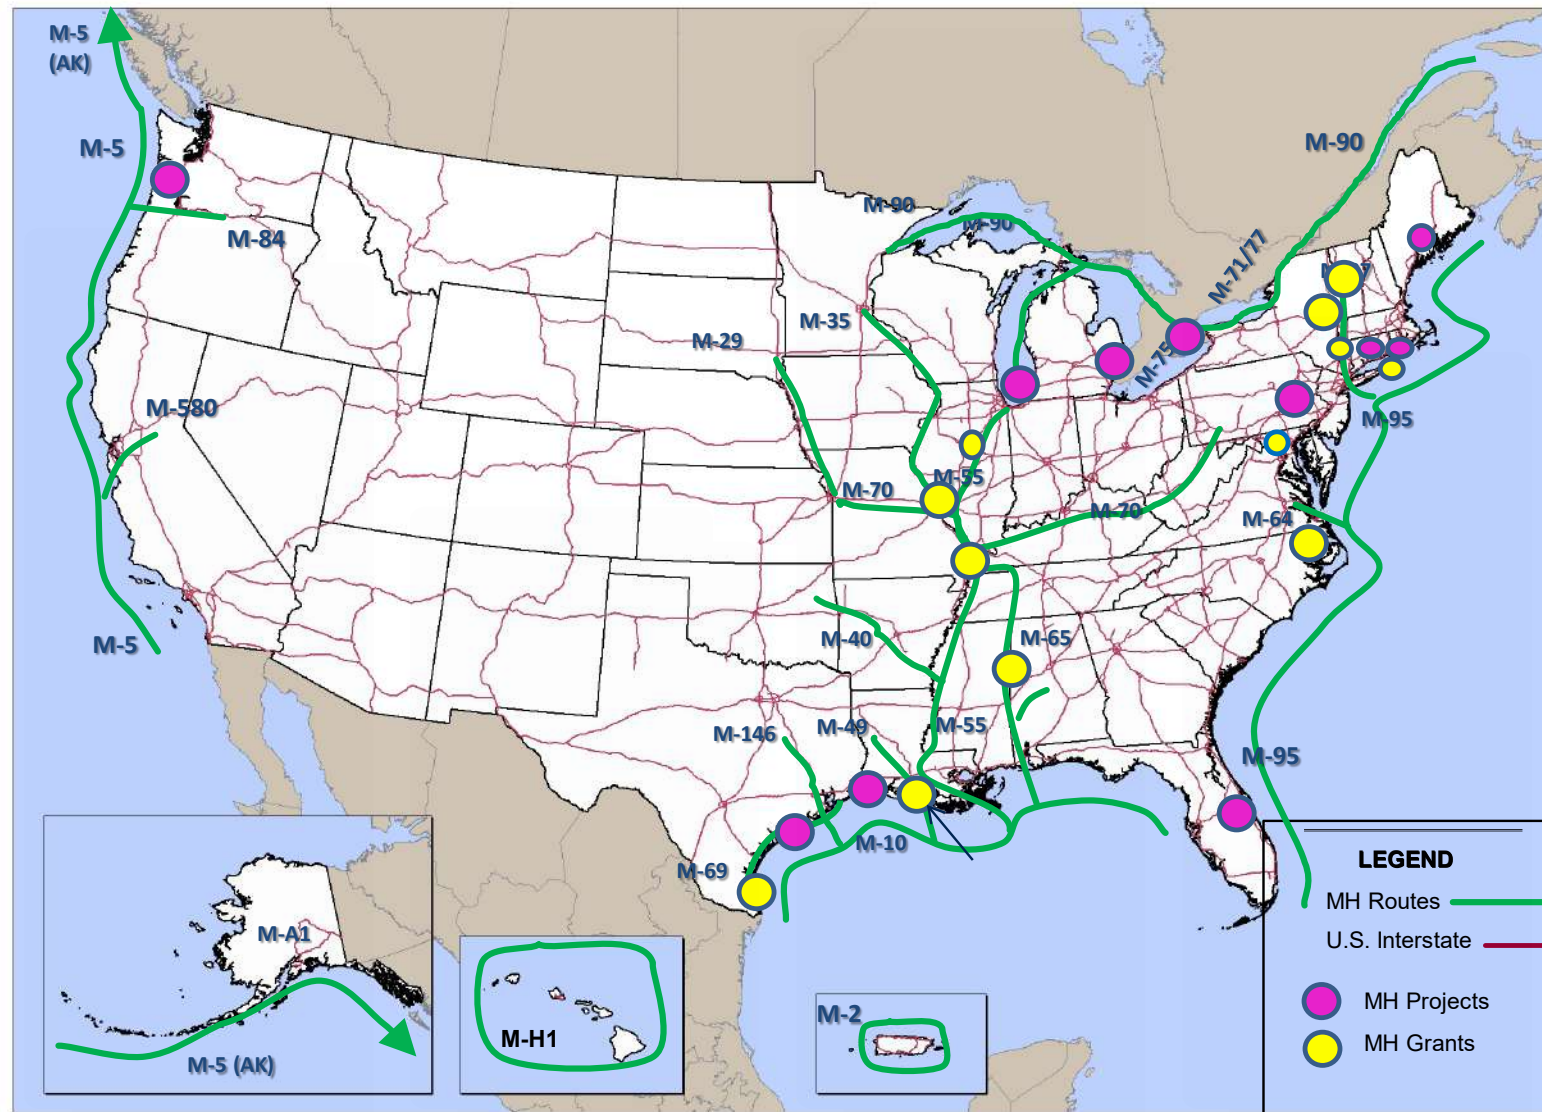 M-5
(AK)
M-5
M-84
M-90
M-90
M-90
M-71/77
M-35
M-29
M-75
M-580
M-95
M-55
M-70
M-70
M-64
M-5
M-40
M-65
M-146
M-49
M-55
M-95
M-10
M-69
M-A1
M-5 (AK)
M-H1
M-2
LEGEND
MH Routes
U.S. Interstate
MH Projects
MH Grants